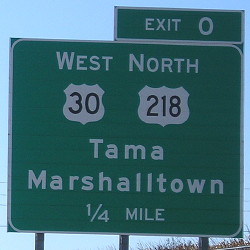 EXIT 0
WEST NORTH
30 218
Tama
Marshalltown
1/4 MILE